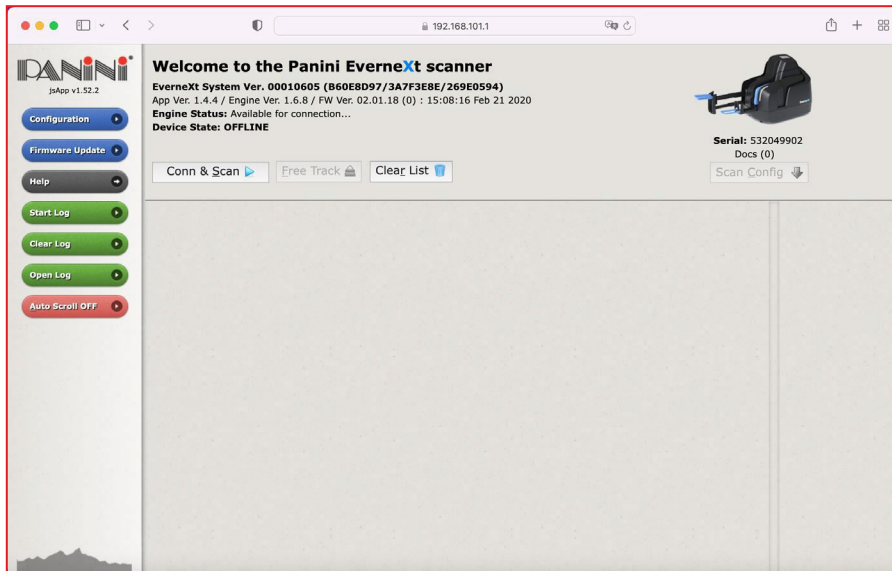 192.168.101.1
PANINI
jsApp v1.52.2
Configuration
Firmware Update
Help
Start Log
Clear Log
Open Log
Auto Scroll OFF
Welcome to the Panini EverneXt scanner
EverneXt System Ver. 00010605 (B60E8D97/3A7F3E8E/269E0594)
App Ver. 1.4.4 / Engine Ver. 1.6.8 / FW Ver. 02.01.18 (0) : 15:08:16 Feb 21 2020
Engine Status: Available for connection...
Device State: OFFLINE
Conn & Scan
Free Track
Clear List
Serial: 532049902
Docs (0)
Scan Config